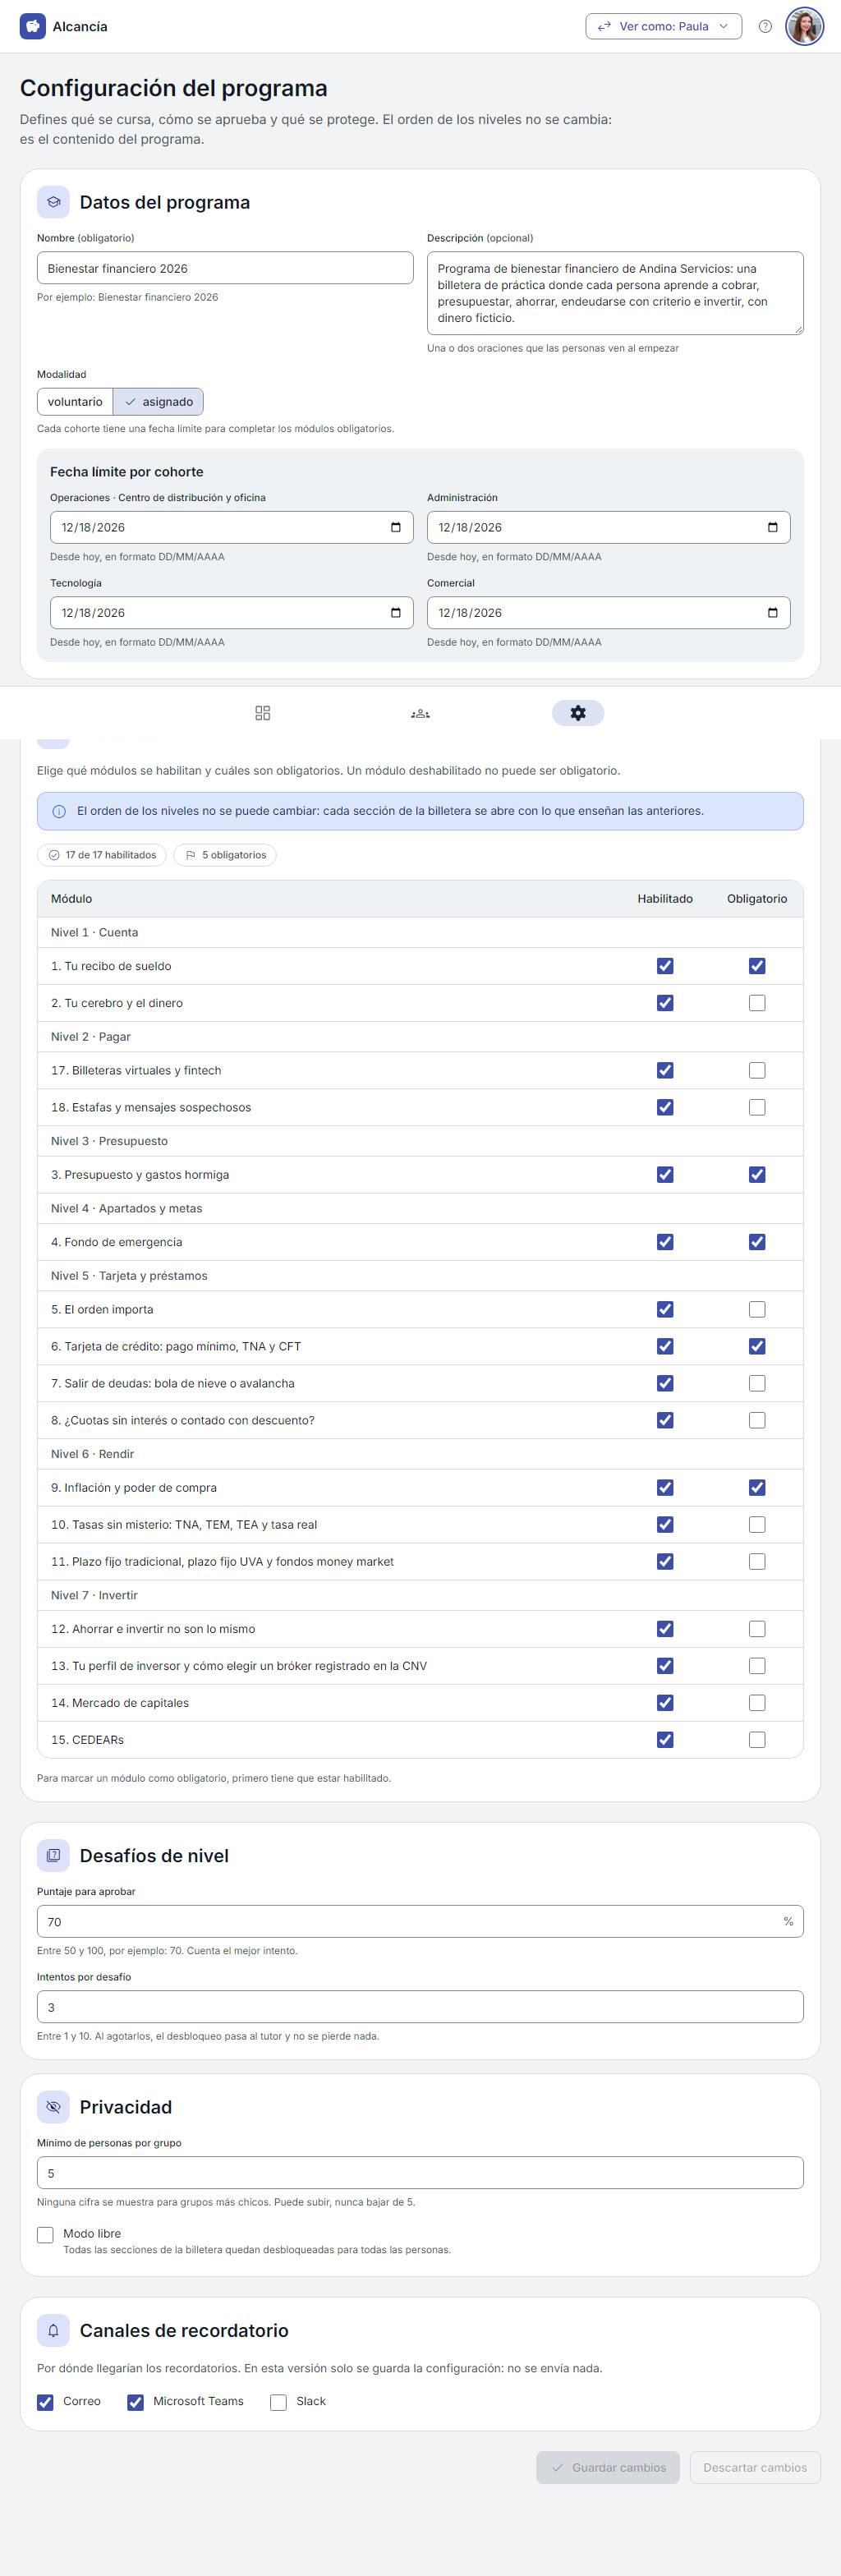 Alcancía
Ver como: Paula
Configuración del programa
Defines qué se cursa, cómo se aprueba y qué se protege. El orden de los niveles no se cambia:
es el contenido del programa.
Datos del programa
Nombre (obligatorio)
Bienestar financiero 2026
Por ejemplo: Bienestar financiero 2026
Descripción (opcional)
Programa de bienestar financiero de Andina Servicios: una
billetera de práctica donde cada persona aprende a cobrar,
presupuestar, ahorrar, endeudarse con criterio e invertir, con
dinero ficticio.
Una o dos oraciones que las personas ven al empezar
Modalidad
voluntario
asignado
Cada cohorte tiene una fecha límite para completar los módulos obligatorios.
Fecha límite por cohorte
Operaciones · Centro de distribución y oficina
12/18/2026
Desde hoy, en formato DD/MM/AAAA
Administración
12/18/2026
Desde hoy, en formato DD/MM/AAAA
Tecnología
12/18/2026
Desde hoy, en formato DD/MM/AAAA
Comercial
12/18/2026
Desde hoy, en formato DD/MM/AAAA
Elige qué módulos se habilitan y cuáles son obligatorios. Un módulo deshabilitado no puede ser obligatorio.
El orden de los niveles no se puede cambiar: cada sección de la billetera se abre con lo que enseñan las anteriores.
17 de 17 habilitados
5 obligatorios
Módulo Habilitado Obligatorio
Nivel 1 · Cuenta
1. Tu recibo de sueldo
2. Tu cerebro y el dinero
Nivel 2 · Pagar
17. Billeteras virtuales y fintech
18. Estafas y mensajes sospechosos
Nivel 3 · Presupuesto
3. Presupuesto y gastos hormiga
Nivel 4 · Apartados y metas
4. Fondo de emergencia
Nivel 5 · Tarjeta y préstamos
5. El orden importa
6. Tarjeta de crédito: pago mínimo, TNA y CFT
7. Salir de deudas: bola de nieve o avalancha
8. ¿Cuotas sin interés o contado con descuento?
Nivel 6 · Rendir
9. Inflación y poder de compra
10. Tasas sin misterio: TNA, TEM, TEA y tasa real
11. Plazo fijo tradicional, plazo fijo UVA y fondos money market
Nivel 7 · Invertir
12. Ahorrar e invertir no son lo mismo
13. Tu perfil de inversor y cómo elegir un bróker registrado en la CNV
14. Mercado de capitales
15. CEDEARs
Para marcar un módulo como obligatorio, primero tiene que estar habilitado.
Desafíos de nivel
Puntaje para aprobar
70 %
Entre 50 y 100, por ejemplo: 70. Cuenta el mejor intento.
Intentos por desafío
3
Entre 1 y 10. Al agotarlos, el desbloqueo pasa al tutor y no se pierde nada.
Privacidad
Mínimo de personas por grupo
5
Ninguna cifra se muestra para grupos más chicos. Puede subir, nunca bajar de 5.
Modo libre
Todas las secciones de la billetera quedan desbloqueadas para todas las personas.
Canales de recordatorio
Por dónde llegarían los recordatorios. En esta versión solo se guarda la configuración: no se envía nada.
Correo
Microsoft Teams
Slack
Guardar cambios
Descartar cambios